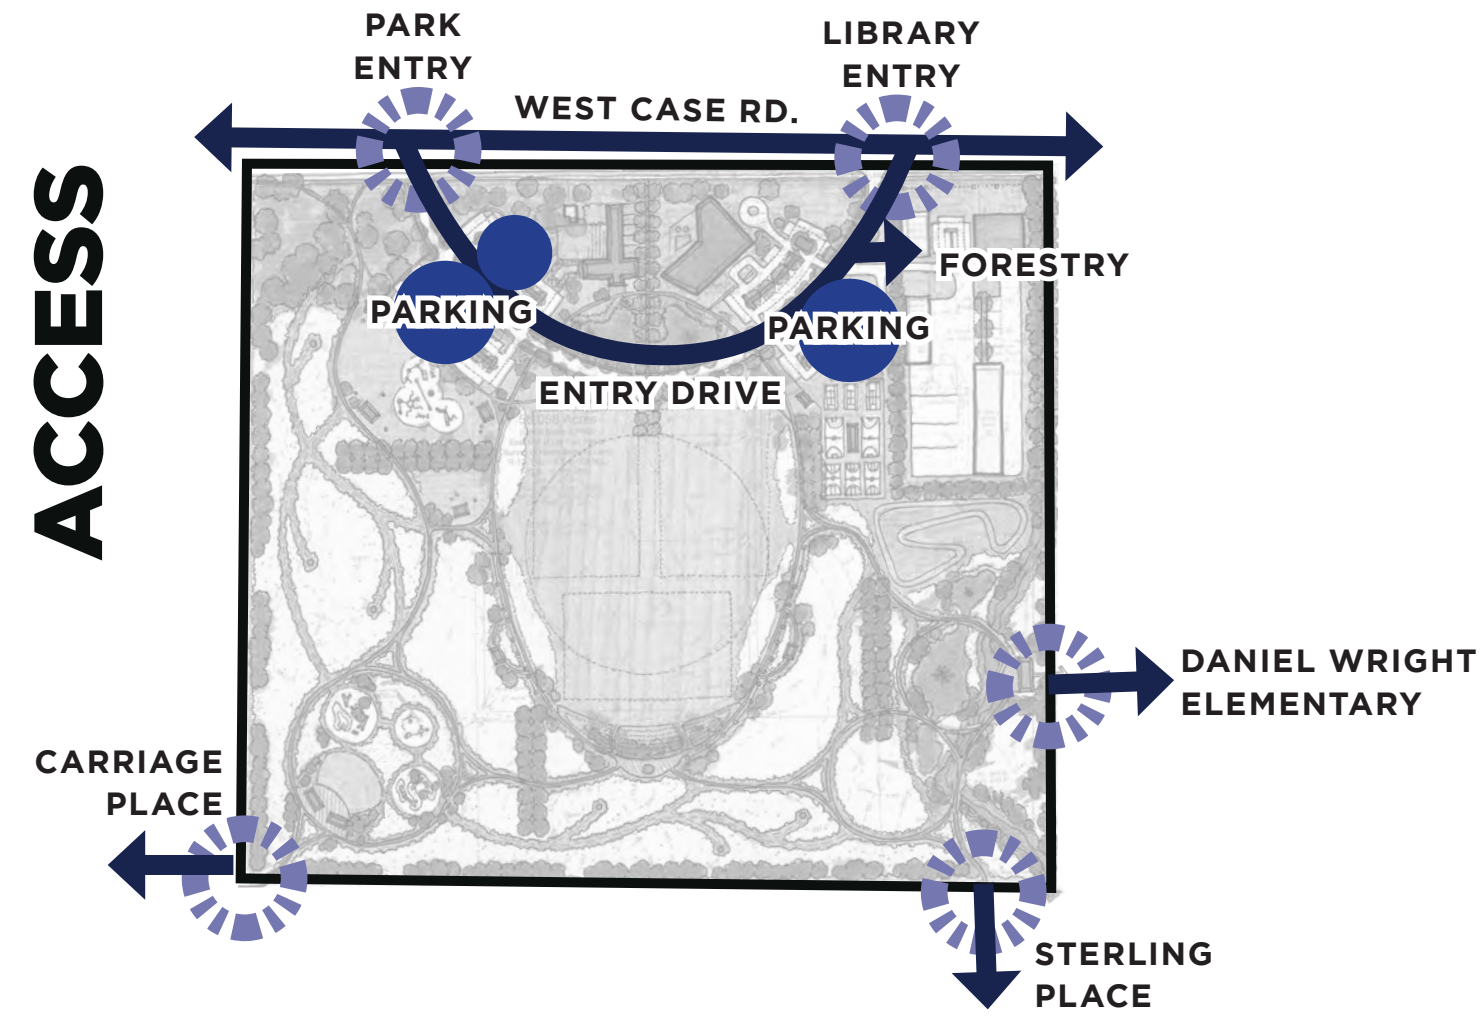 ACCESS
PARK
ENTRY
LIBRARY
ENTRY
WEST CASE RD.
FORESTRY
PARKING
PARKING
ENTRY DRIVE
DANIEL WRIGHT
ELEMENTARY
CARRIAGE
PLACE
STERLING
PLACE